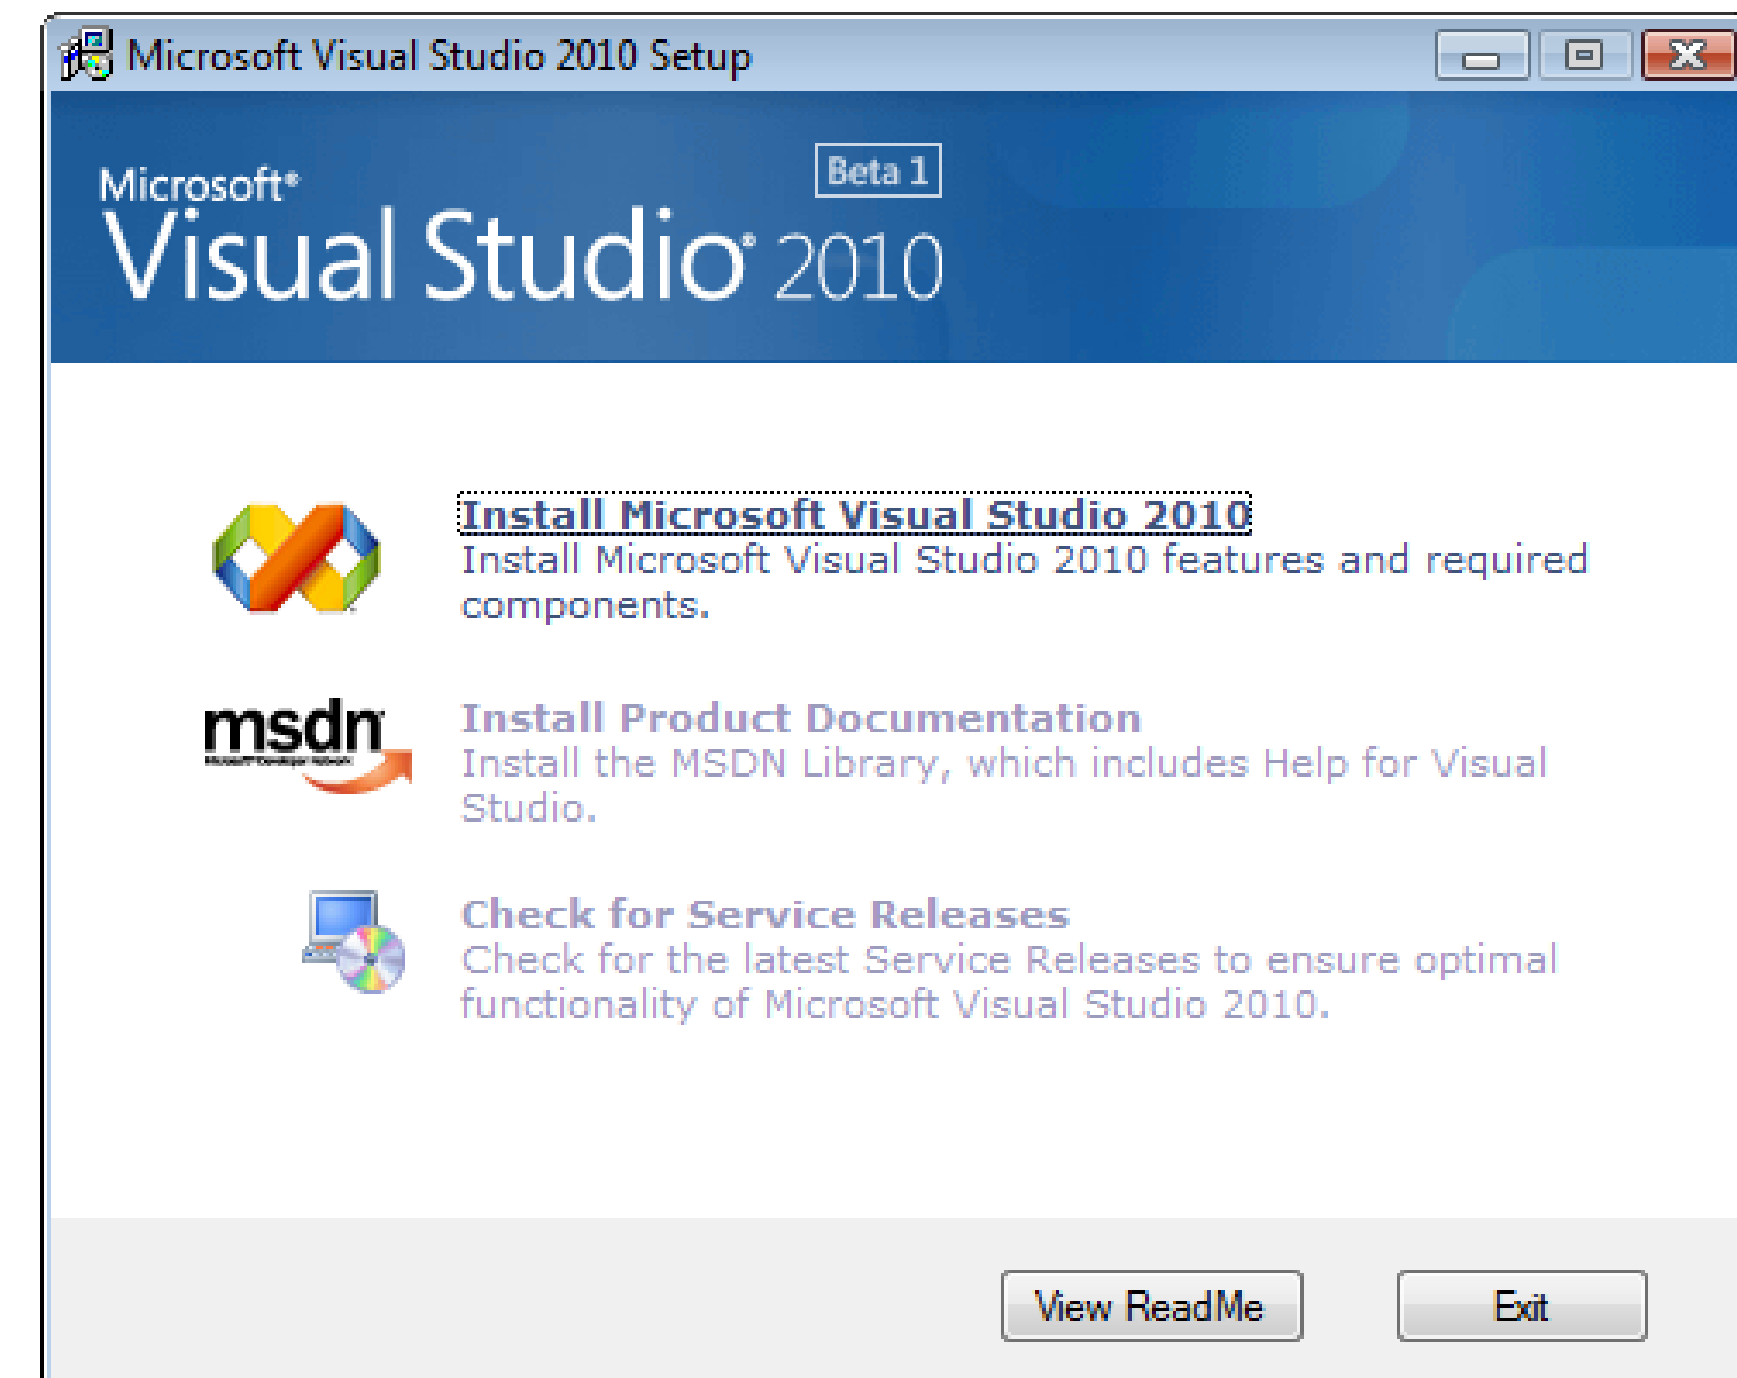 Microsoft Visual Studio 2010 Setup
Beta 1
Microsoft®
Visual Studio® 2010
Install Microsoft Visual Studio 2010
Install Microsoft Visual Studio 2010 features and required
components.
msdn
Install Product Documentation
Install the MSDN Library, which includes Help for Visual
Studio.
Check for Service Releases
Check for the latest Service Releases to ensure optimal
functionality of Microsoft Visual Studio 2010.
View ReadMe
Exit